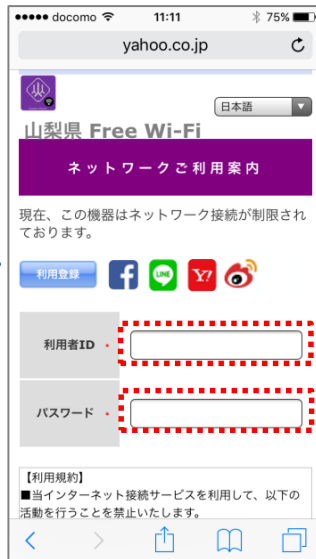 docomo 11:11 75%
yahoo.co.jp
日本語
山梨県 Free Wi-Fi
ネットワークご利用案内
現在、この機器はネットワーク接続が制限され
ております。
利用登録 f LINE Y! 
利用者ID
パスワード
【利用規約】
■当インターネット接続サービスを利用して、以下の
活動を行うことを禁止いたします。